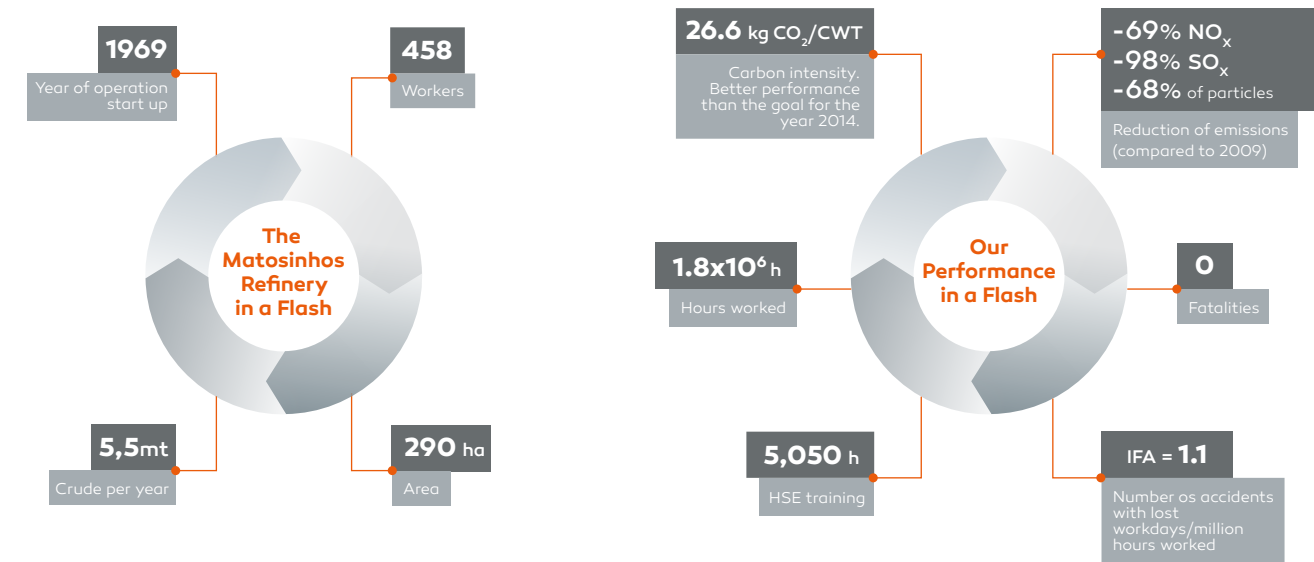 1969
Year of operation
start up
458
Workers
The
Matosinhos
Refinery
in a Flash
5,5mt
Crude per year
290 ha
Area
26.6 kg CO₂/CWT
Carbon intensity.
Better performance
than the goal for the
year 2014.
-69% NOₓ
-98% SOₓ
-68% of particles
Reduction of emissions
(compared to 2009)
1.8x10⁶ h
Hours worked
Our
Performance
in a Flash
0
Fatalities
5,050 h
HSE training
IFA = 1.1
Number os accidents
with lost
workdays/million
hours worked